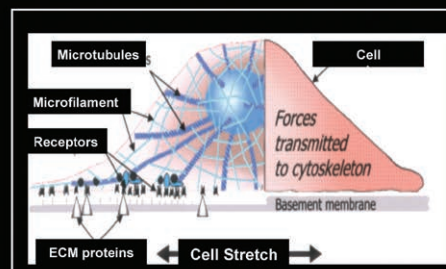 Microtubules
s
Cell
Microfilament
Receptors
Forces
transmitted
to cytoskeleton
Basement membrane
ECM proteins
Cell Stretch